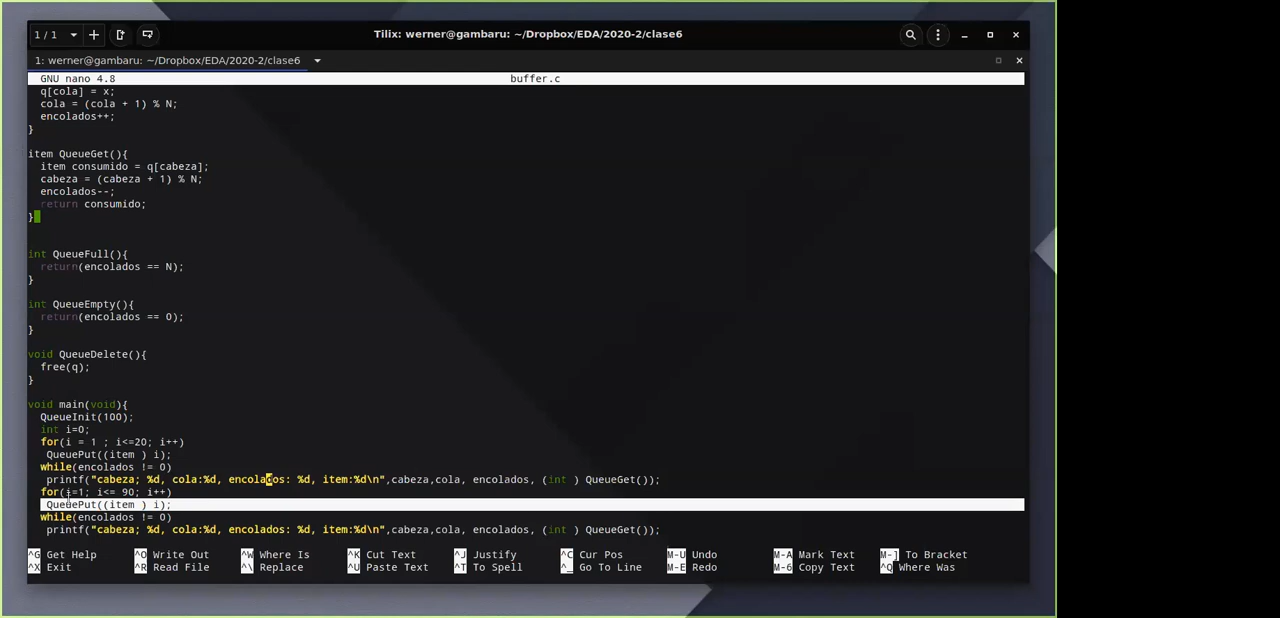 1 / 1
Tilix: werner@gambaru: ~/Dropbox/EDA/2020-2/clase6
1: werner@gambaru: ~/Dropbox/EDA/2020-2/clase6
GNU nano 4.8 buffer.c
q[cola] = x;
cola = (cola + 1) % N;
encolados++;
}
item QueueGet(){
item consumido = q[cabeza];
cabeza = (cabeza + 1) % N;
encolados--;
return consumido;
}
int QueueFull(){
return(encolados == N);
}
int QueueEmpty(){
return(encolados == 0);
}
void QueueDelete(){
free(q);
}
void main(void){
QueueInit(100);
int i=0;
for(i = 1 ; i<=20; i++)
QueuePut((item ) i);
while(encolados != 0)
printf("cabeza; %d, cola:%d, encolados: %d, item:%d\n",cabeza,cola, encolados, (int ) QueueGet());
for(i=1; i<= 90; i++)
QueuePut((item ) i);
while(encolados != 0)
printf("cabeza; %d, cola:%d, encolados: %d, item:%d\n",cabeza,cola, encolados, (int ) QueueGet());
^G Get Help ^O Write Out ^W Where Is ^K Cut Text ^J Justify ^C Cur Pos M-U Undo M-A Mark Text M-] To Bracket
^X Exit ^R Read File ^\ Replace ^U Paste Text ^T To Spell ^_ Go To Line M-E Redo M-6 Copy Text ^Q Where Was